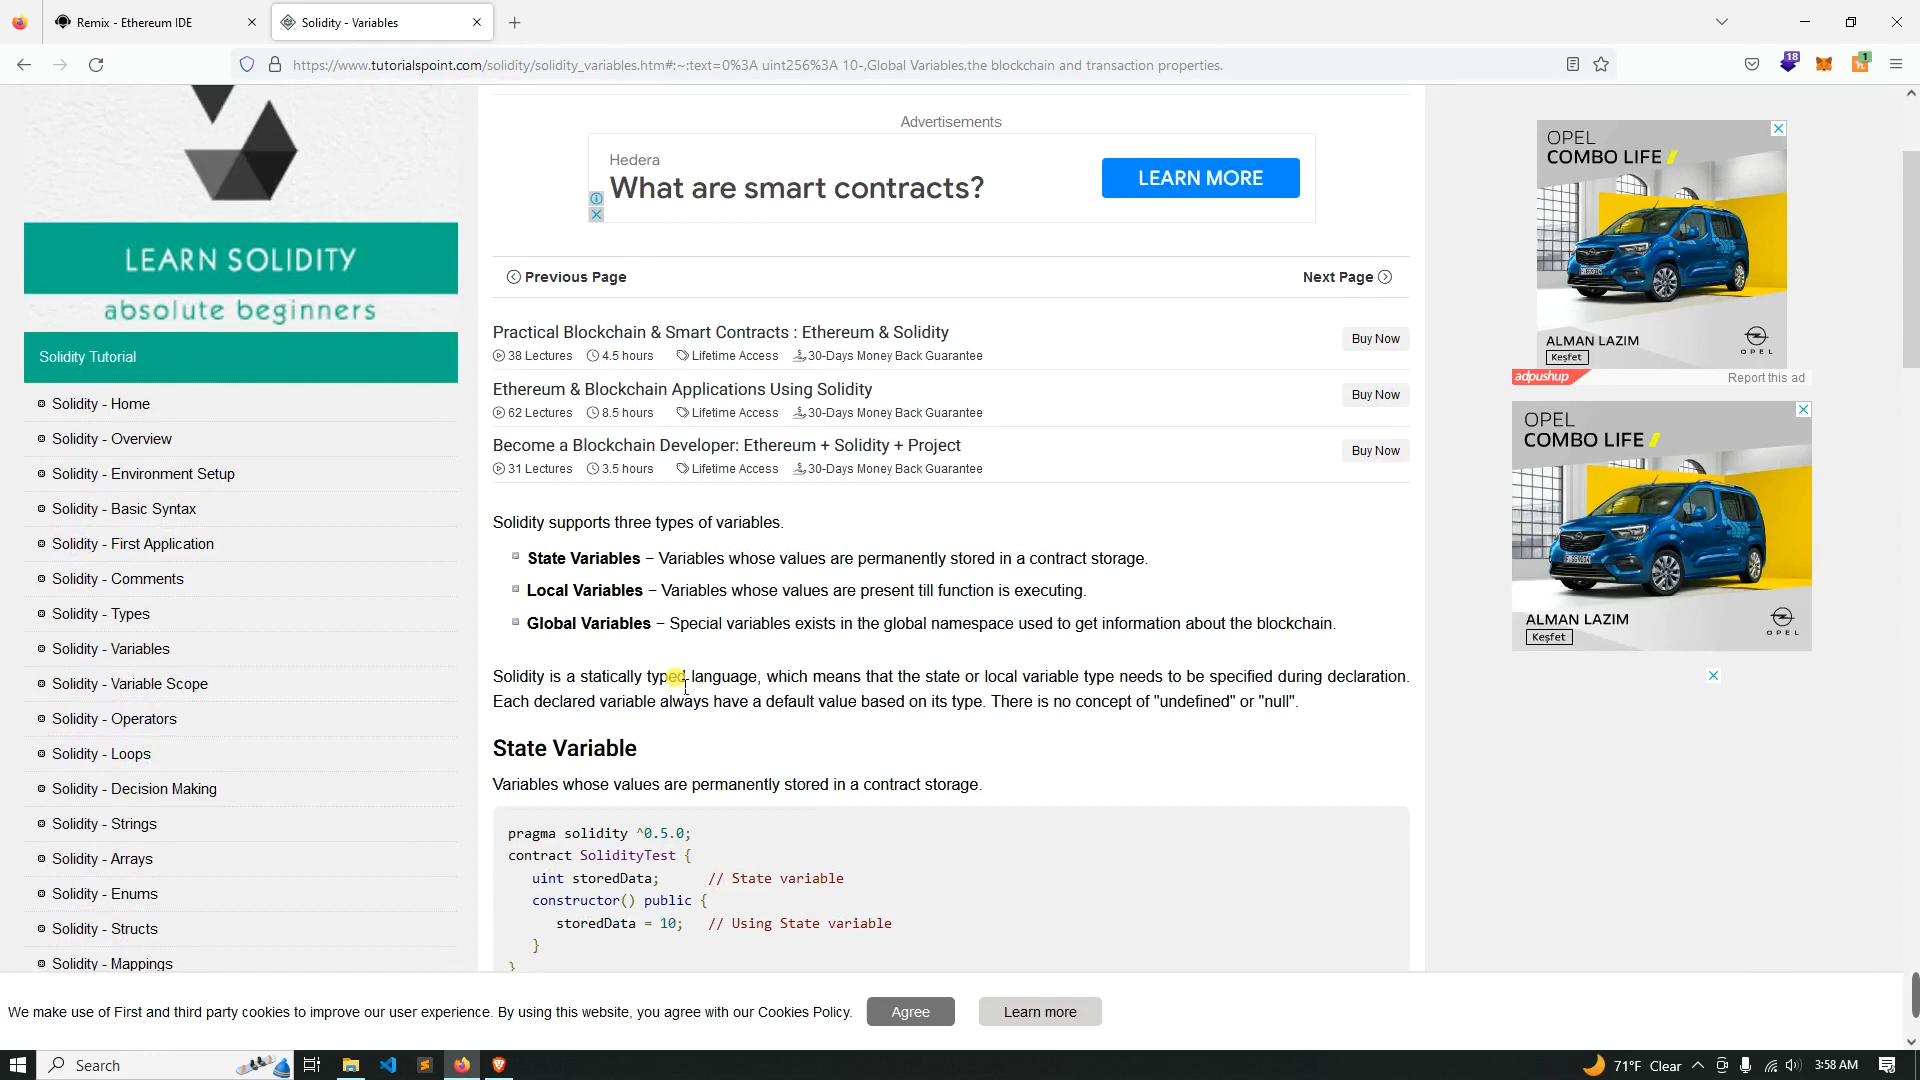 Remix - Ethereum IDE
Solidity - Variables
https://www.tutorialspoint.com/solidity/solidity_variables.htm#:~:text=0%3A uint256%3A 10-,Global Variables,the blockchain and transaction properties.
18
1
LEARN SOLIDITY
absolute beginners
Solidity Tutorial
Solidity - Home
Solidity - Overview
Solidity - Environment Setup
Solidity - Basic Syntax
Solidity - First Application
Solidity - Comments
Solidity - Types
Solidity - Variables
Solidity - Variable Scope
Solidity - Operators
Solidity - Loops
Solidity - Decision Making
Solidity - Strings
Solidity - Arrays
Solidity - Enums
Solidity - Structs
Solidity - Mappings
Advertisements
Hedera
What are smart contracts?
LEARN MORE
Previous Page
Next Page
Practical Blockchain & Smart Contracts : Ethereum & Solidity
38 Lectures 4.5 hours Lifetime Access 30-Days Money Back Guarantee
Buy Now
Ethereum & Blockchain Applications Using Solidity
62 Lectures 8.5 hours Lifetime Access 30-Days Money Back Guarantee
Buy Now
Become a Blockchain Developer: Ethereum + Solidity + Project
31 Lectures 3.5 hours Lifetime Access 30-Days Money Back Guarantee
Buy Now
Solidity supports three types of variables.
State Variables − Variables whose values are permanently stored in a contract storage.
Local Variables − Variables whose values are present till function is executing.
Global Variables − Special variables exists in the global namespace used to get information about the blockchain.
Solidity is a statically typed language, which means that the state or local variable type needs to be specified during declaration.
Each declared variable always have a default value based on its type. There is no concept of "undefined" or "null".
State Variable
Variables whose values are permanently stored in a contract storage.
pragma solidity ^0.5.0;
contract SolidityTest {
uint storedData; // State variable
constructor() public {
storedData = 10; // Using State variable
}
}
OPEL
COMBO LIFE
ALMAN LAZIM
Keşfet
OPEL
adpushup
Report this ad
OPEL
COMBO LIFE
ALMAN LAZIM
Keşfet
OPEL
We make use of First and third party cookies to improve our user experience. By using this website, you agree with our Cookies Policy.
Agree
Learn more
Search
71°F Clear
3:58 AM